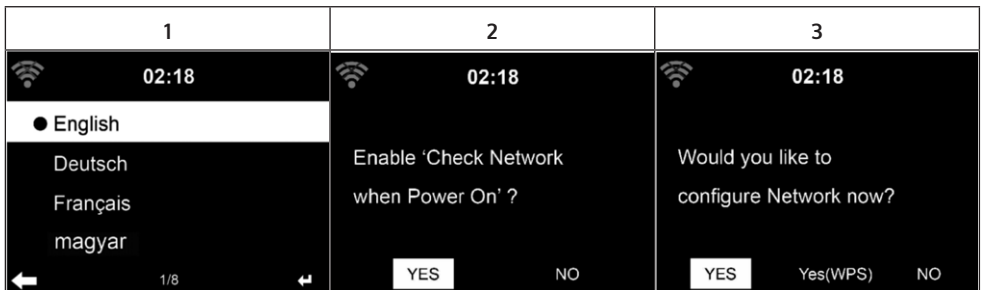 1
2
3
02:18
English
Deutsch
Français
magyar
1/8
02:18
Enable ‘Check Network
when Power On’ ?
YES NO
02:18
Would you like to
configure Network now?
YES Yes(WPS) NO